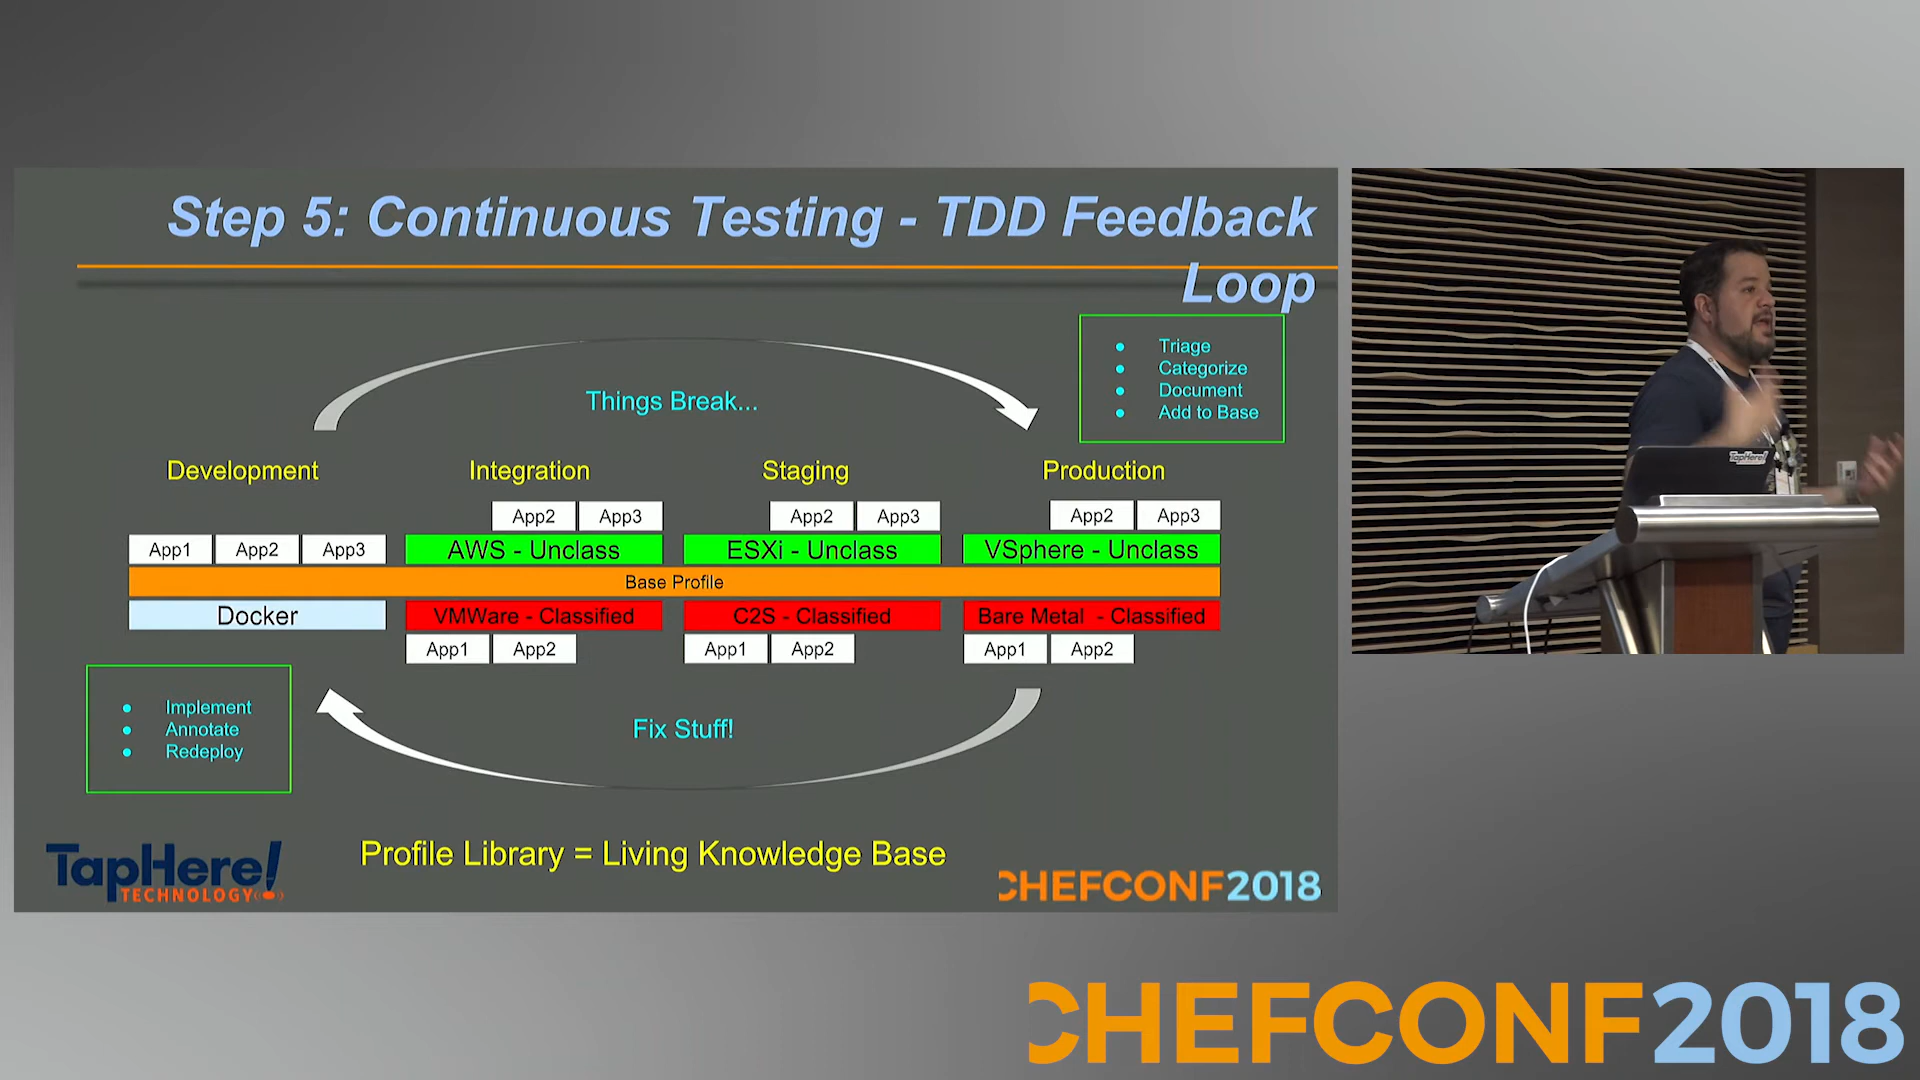 Step 5: Continuous Testing - TDD Feedback
Loop
• Triage
• Categorize
• Document
• Add to Base
Things Break...
Development Integration Staging Production
App2 App3 App2 App3 App2 App3
App1 App2 App3 AWS - Unclass ESXi - Unclass VSphere - Unclass
Base Profile
Docker VMWare - Classified C2S - Classified Bare Metal - Classified
App1 App2 App1 App2 App1 App2
• Implement
• Annotate
• Redeploy
Fix Stuff!
Profile Library = Living Knowledge Base
TapHere!
TECHNOLOGY
CHEFCONF2018
TapHere!
CHEFCONF2018